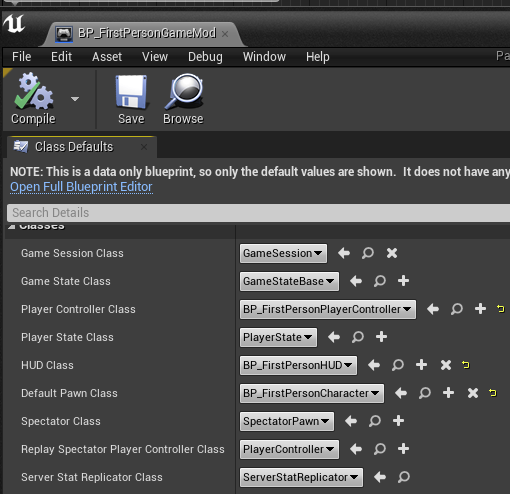 BP_FirstPersonGameMod
File Edit Asset View Debug Window Help Pa
Compile Save Browse
Class Defaults
NOTE: This is a data only blueprint, so only the default values are shown. It does not have any
Open Full Blueprint Editor
Search Details
Classes
Game Session Class GameSession
Game State Class GameStateBase
Player Controller Class BP_FirstPersonPlayerController
Player State Class PlayerState
HUD Class BP_FirstPersonHUD
Default Pawn Class BP_FirstPersonCharacter
Spectator Class SpectatorPawn
Replay Spectator Player Controller Class PlayerController
Server Stat Replicator Class ServerStatReplicator